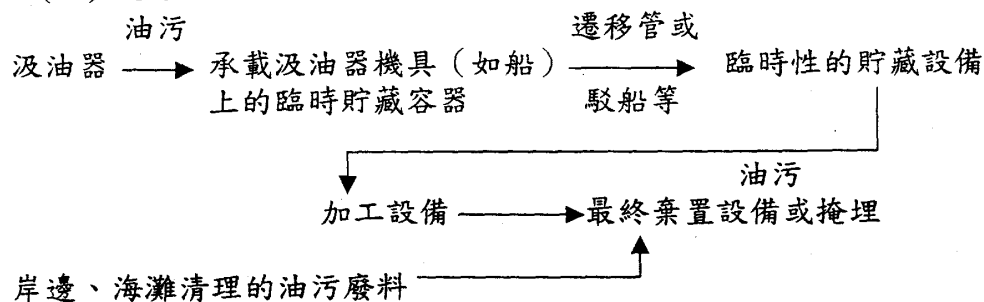 油污
遷移管或
汲油器
承載汲油器機具（如船）
上的臨時貯藏容器
駁船等
臨時性的貯藏設備
油污
加工設備
最終棄置設備或掩埋
岸邊、海灘清理的油污廢料